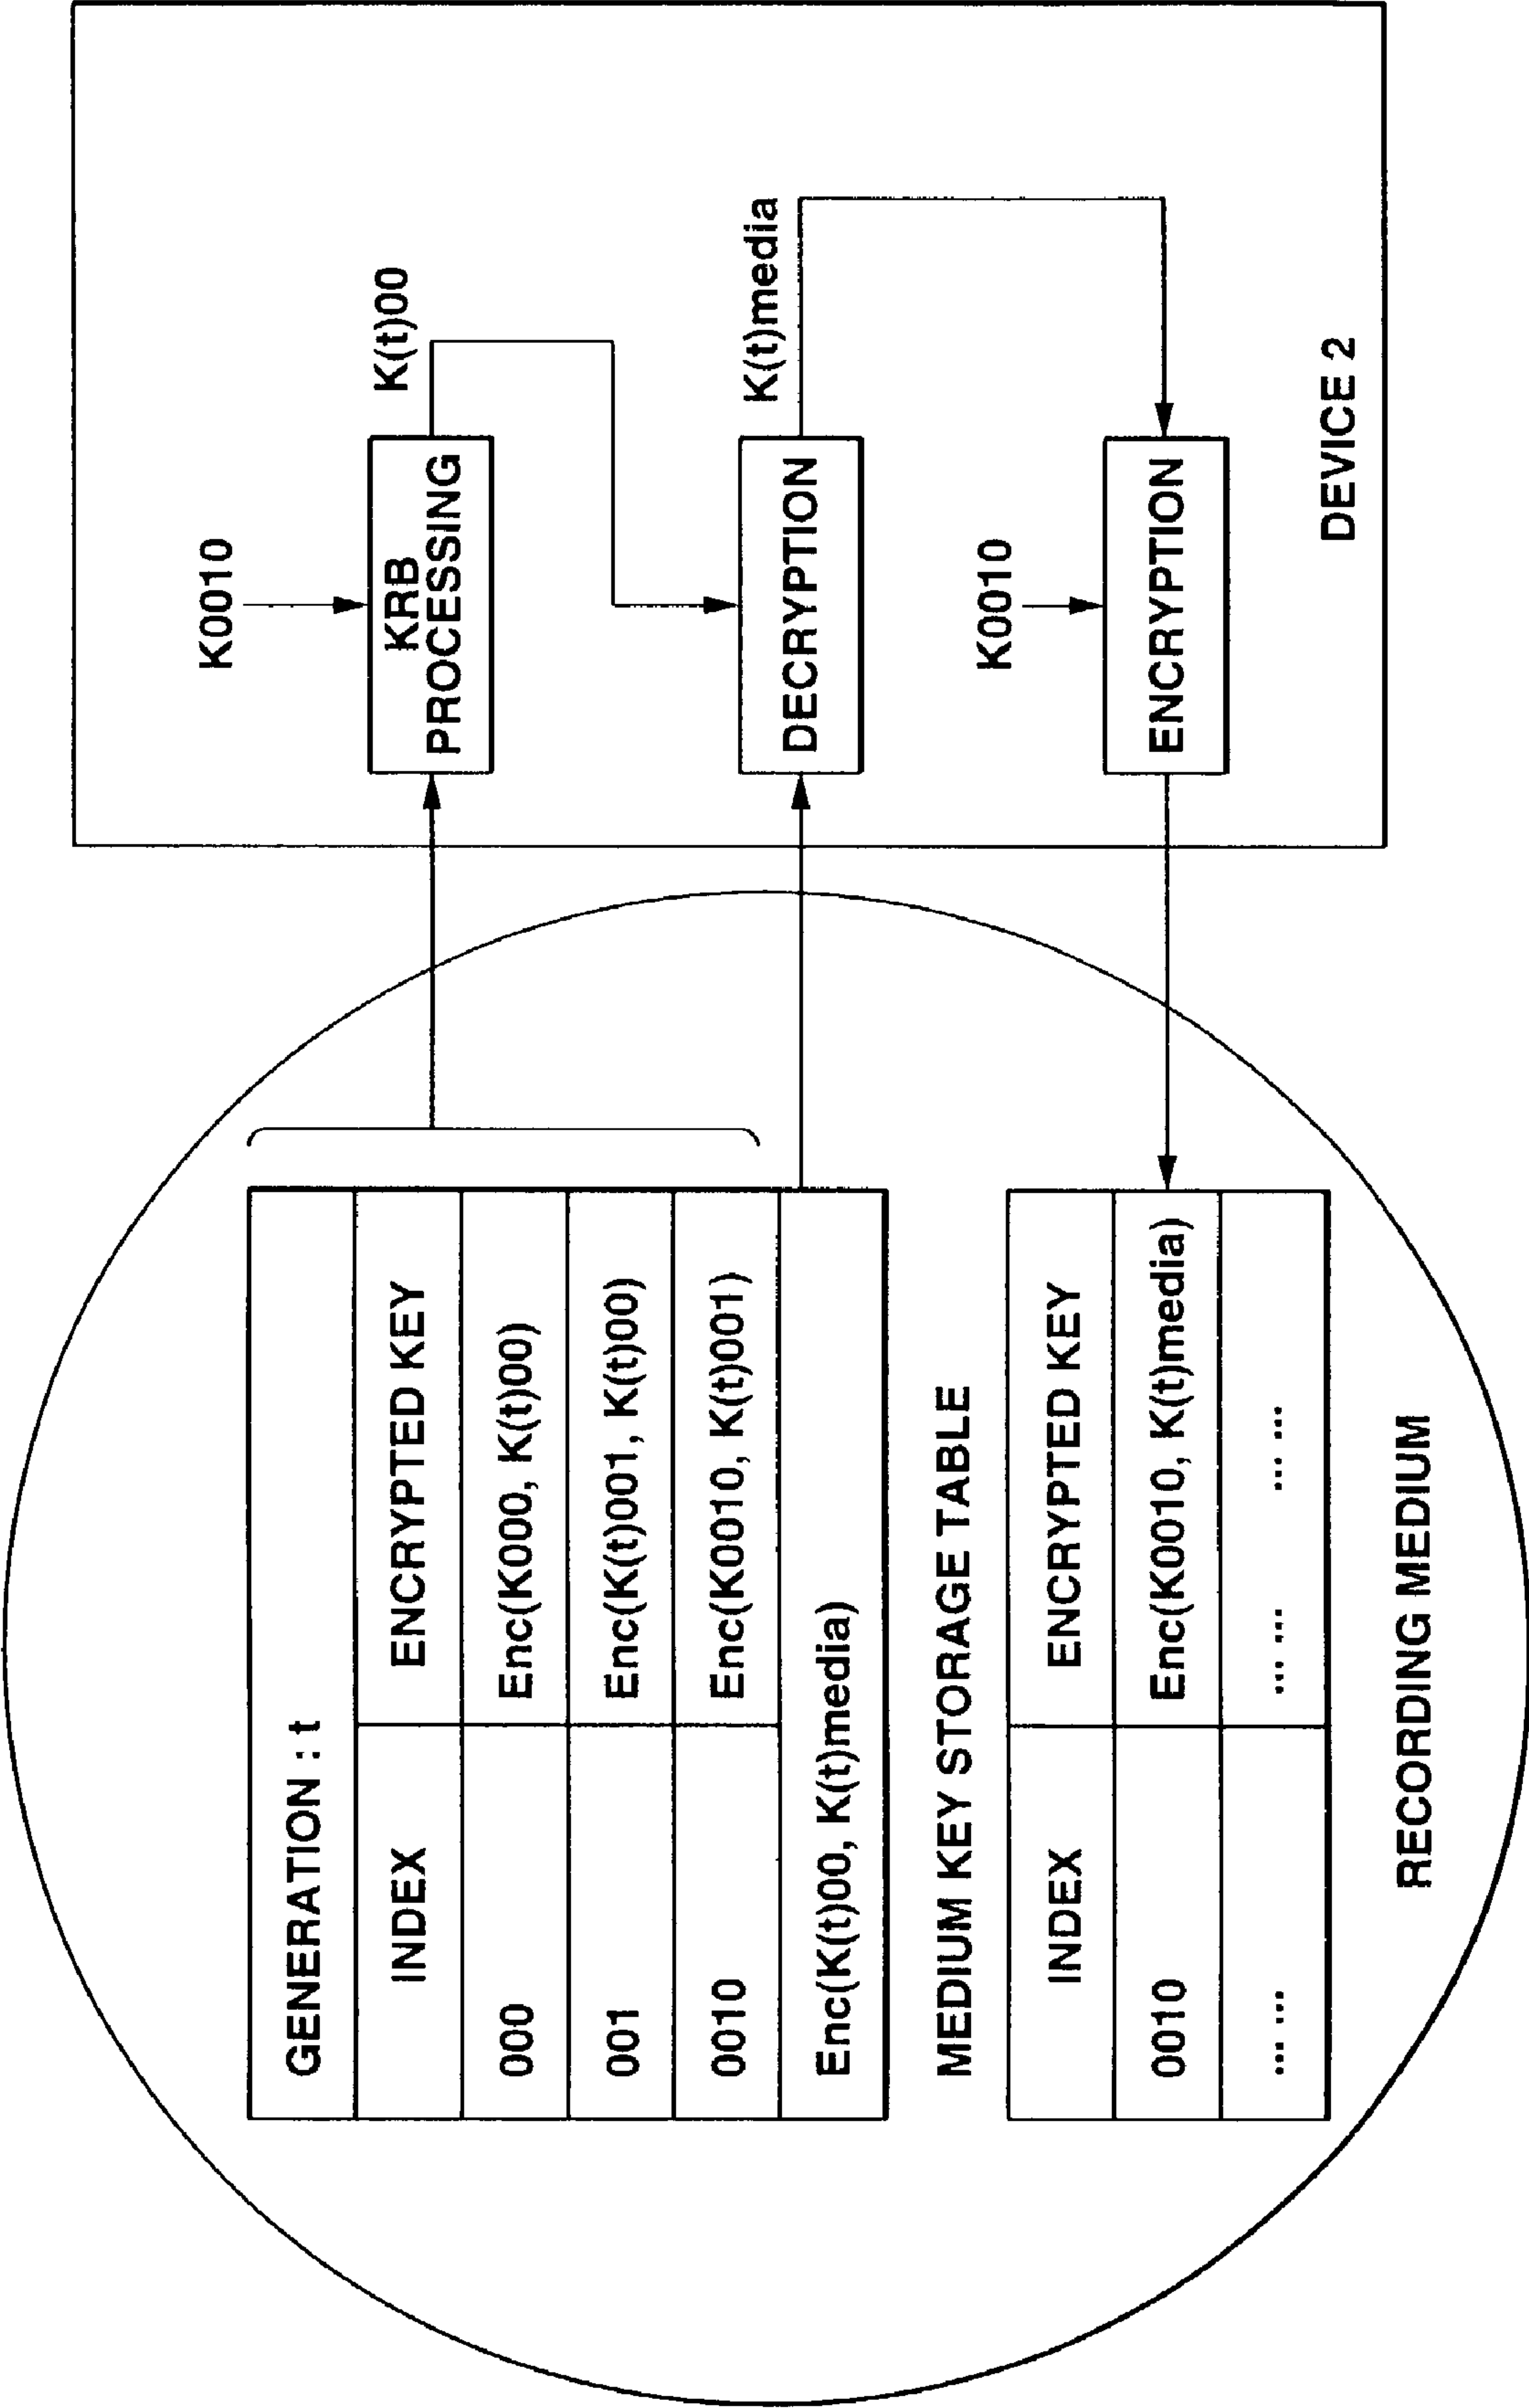 GENERATION : t
INDEX ENCRYPTED KEY
000 Enc(K000, K(t)00)
001 Enc(K(t)001, K(t)00)
0010 Enc(K0010, K(t)001)
Enc(K(t)00, K(t)media)
MEDIUM KEY STORAGE TABLE
INDEX ENCRYPTED KEY
0010 Enc(K0010, K(t)media)
... ... ... ... ... ...
RECORDING MEDIUM
K0010
KRB
PROCESSING
K(t)00
DECRYPTION
K(t)media
K0010
ENCRYPTION
DEVICE 2